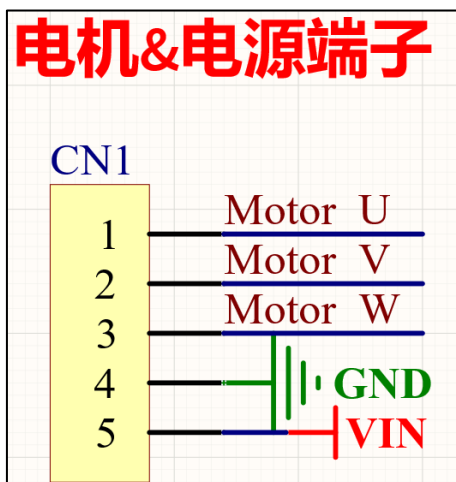 电机&电源端子
CN1
1 Motor U
2 Motor V
3 Motor W
4 GND
5 VIN